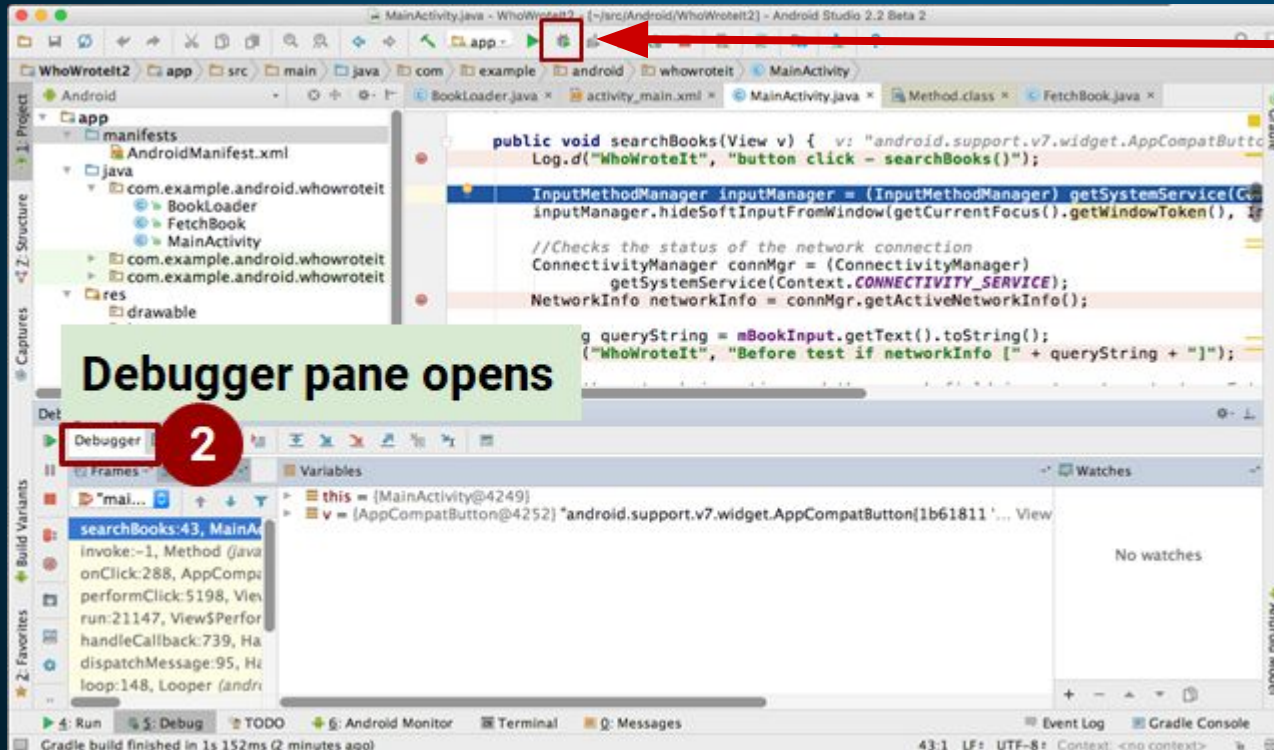 MainActivity.java - WhoWroteIt2 - [~/src/Android/WhoWroteIt2] - Android Studio 2.2 Beta 2
app
WhoWroteIt2 app src main java com example android whowroteit MainActivity
Android
BookLoader.java × activity_main.xml × MainActivity.java × Method.class × FetchBook.java ×
1: Project
Z: Structure
Captures
Build Variants
2: Favorites
Gradle
Android Model
app
manifests
AndroidManifest.xml
java
com.example.android.whowroteit
BookLoader
FetchBook
MainActivity
com.example.android.whowroteit
com.example.android.whowroteit
res
drawable
public void searchBooks(View v) { v: "android.support.v7.widget.AppCompatButto
Log.d("WhoWroteIt", "button click – searchBooks()");
InputMethodManager inputManager = (InputMethodManager) getSystemService(
inputManager.hideSoftInputFromWindow(getCurrentFocus().getWindowToken(),
//Checks the status of the network connection
ConnectivityManager connMgr = (ConnectivityManager)
getSystemService(Context.CONNECTIVITY_SERVICE);
NetworkInfo networkInfo = connMgr.getActiveNetworkInfo();
g queryString = mBookInput.getText().toString();
("WhoWroteIt", "Before test if networkInfo [" + queryString + "]");
Debugger pane opens
Deb
Debugger
2
Frames
Variables
Watches
"mai...
this = {MainActivity@4249}
v = {AppCompatButton@4252} "android.support.v7.widget.AppCompatButton{1b61811 '... View
No watches
searchBooks:43, MainAc
invoke:–1, Method (java
onClick:288, AppCompa
performClick:5198, View
run:21147, View$Perfor
handleCallback:739, Ha
dispatchMessage:95, Ha
loop:148, Looper (andro
4: Run 5: Debug TODO 6: Android Monitor Terminal 0: Messages Event Log Gradle Console
Gradle build finished in 1s 152ms (2 minutes ago) 43:1 LF÷ UTF–8÷ Context: <no context>